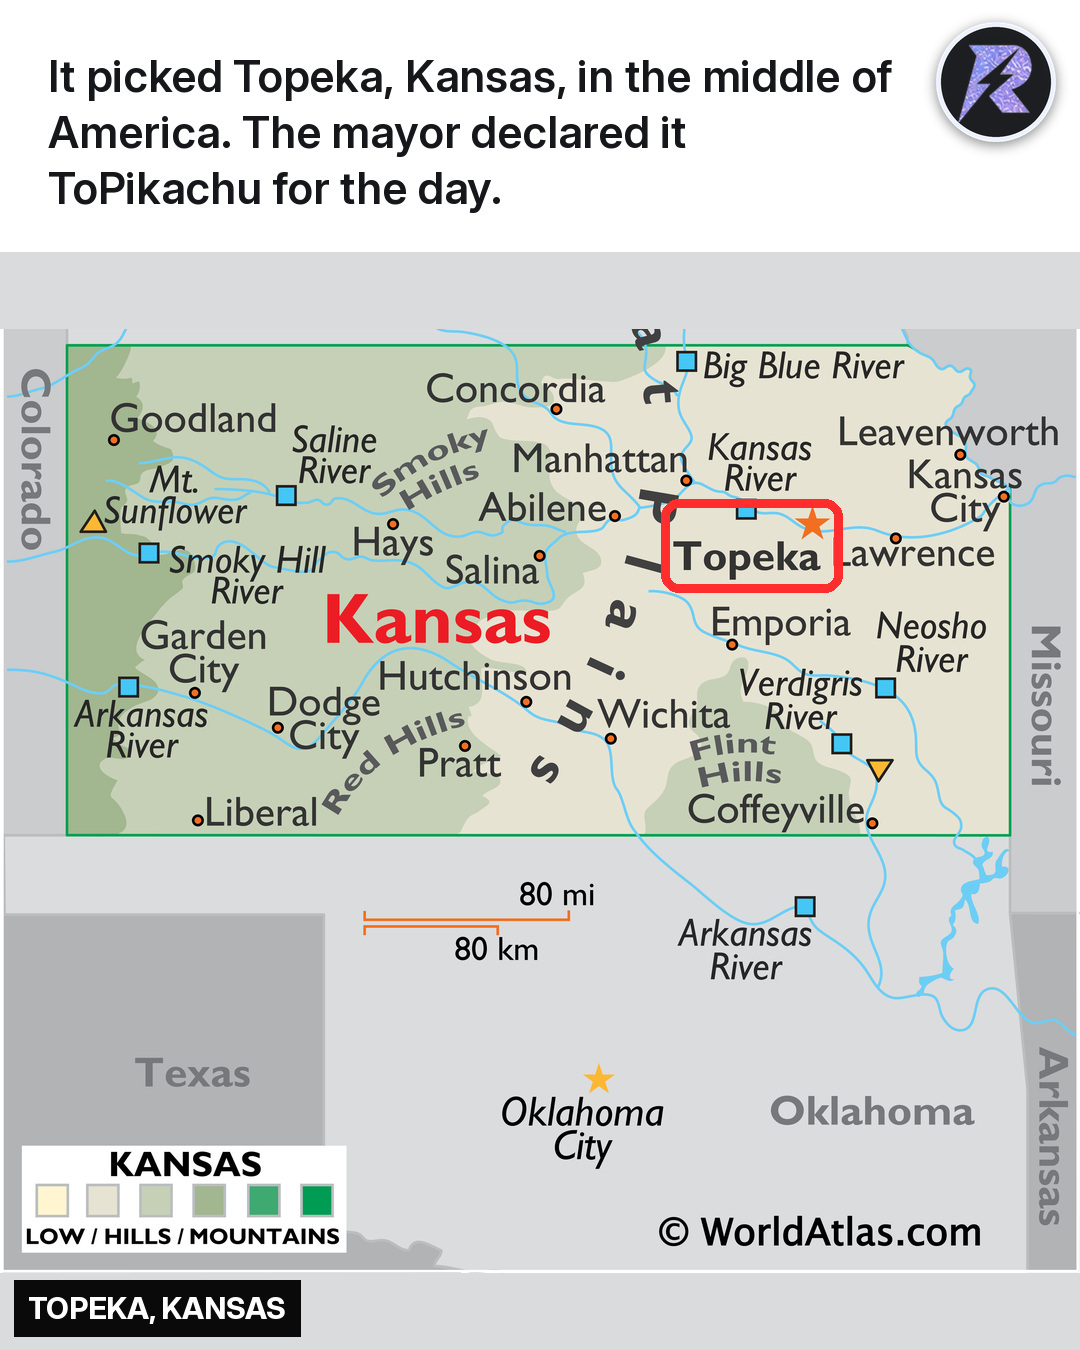 It picked Topeka, Kansas, in the middle of
America. The mayor declared it
ToPikachu for the day.
R
Colorado
Goodland
Concordia
Big Blue River
Saline
River
Smoky
Hills
Manhattan
Kansas
River
Leavenworth
Kansas
City
Mt.
Sunflower
Hays
Abilene
Salina
Topeka
Lawrence
Smoky Hill
River
Kansas
a t
P l a i n s
Garden
City
Hutchinson
Emporia
Neosho
River
Arkansas
River
Dodge
City
Red Hills
Pratt
Wichita
Verdigris
River
Flint
Hills
Liberal
Coffeyville
Missouri
80 mi
80 km
Arkansas
River
Texas
Oklahoma
City
Oklahoma
Arkansas
KANSAS
LOW / HILLS / MOUNTAINS
© WorldAtlas.com
TOPEKA, KANSAS